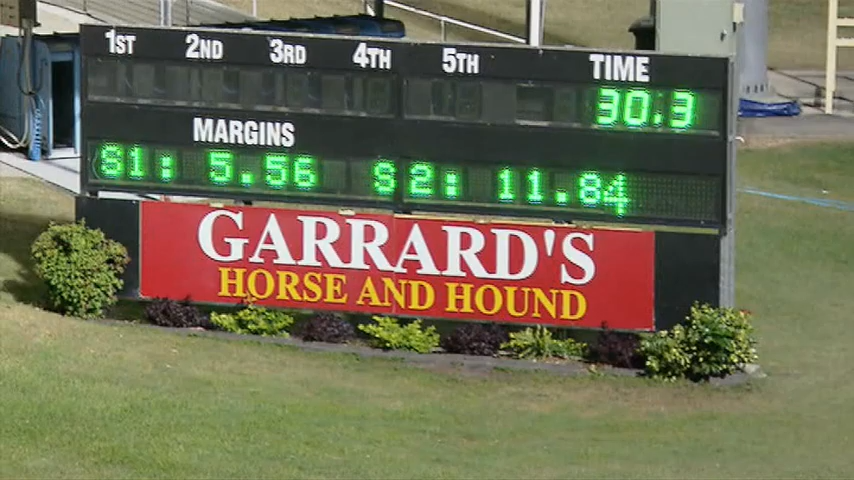 1ST 2ND 3RD 4TH 5TH TIME
30:3
MARGINS
S1: 5.56 S2: 11.84
GARRARD'S
HORSE AND HOUND